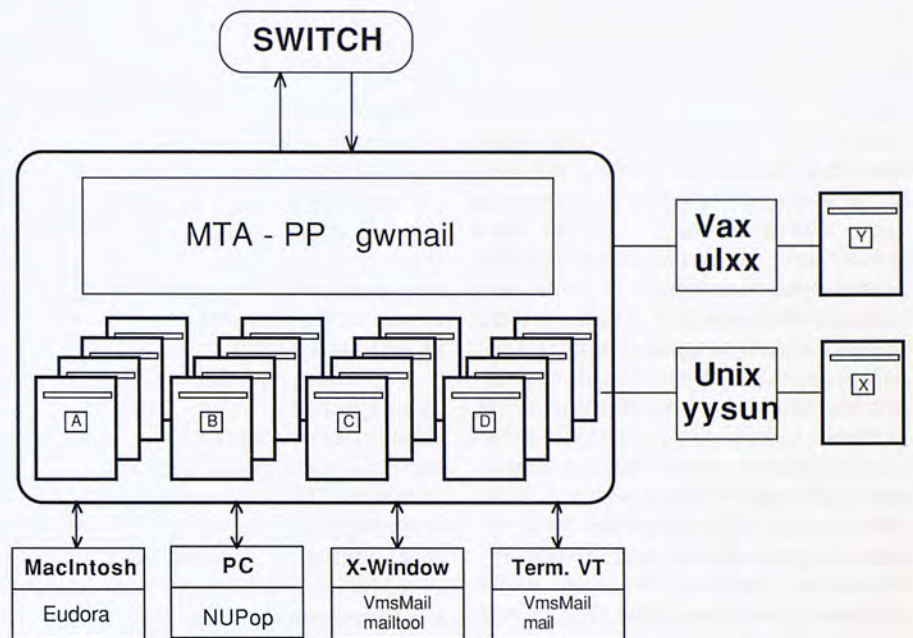 SWITCH
MTA - PP gwmail
Vax
ulxx
Y
Unix
yysun
X
A
B
C
D
MacIntosh
Eudora
PC
NUPop
X-Window
VmsMail
mailtool
Term. VT
VmsMail
mail